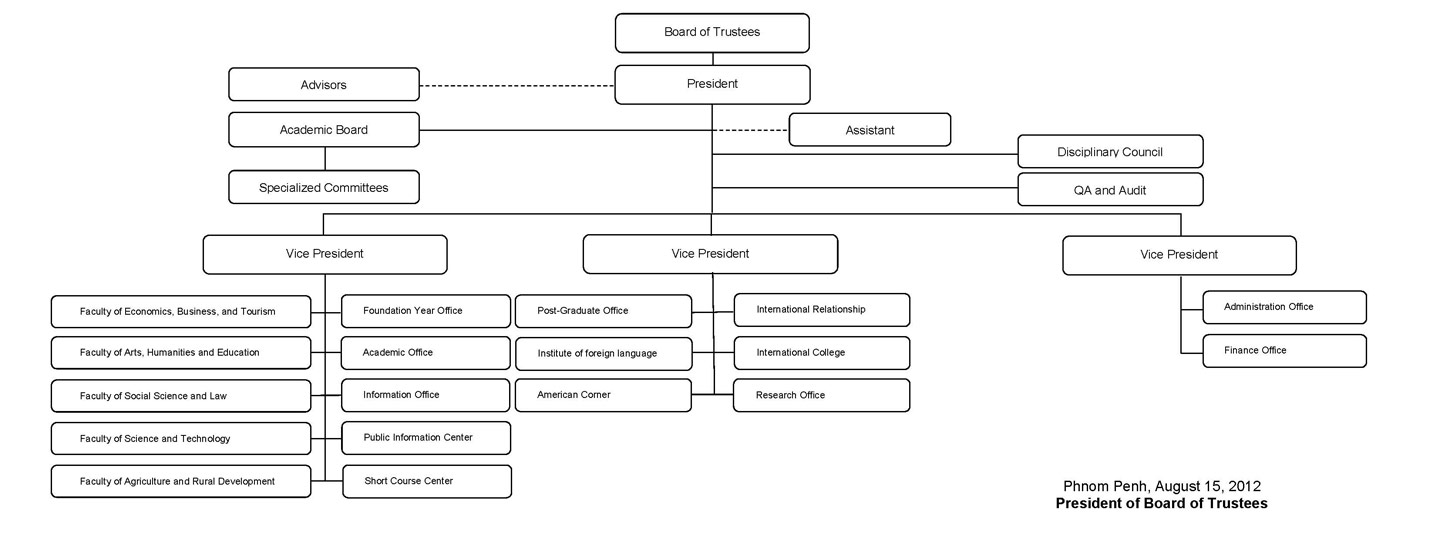 Board of Trustees
Advisors
President
Academic Board
Assistant
Disciplinary Council
Specialized Committees
QA and Audit
Vice President
Vice President
Vice President
Faculty of Economics, Business, and Tourism
Foundation Year Office
Post-Graduate Office
International Relationship
Administration Office
Faculty of Arts, Humanities and Education
Academic Office
Institute of foreign language
International College
Finance Office
Faculty of Social Science and Law
Information Office
American Corner
Research Office
Faculty of Science and Technology
Public Information Center
Faculty of Agriculture and Rural Development
Short Course Center
Phnom Penh, August 15, 2012
President of Board of Trustees